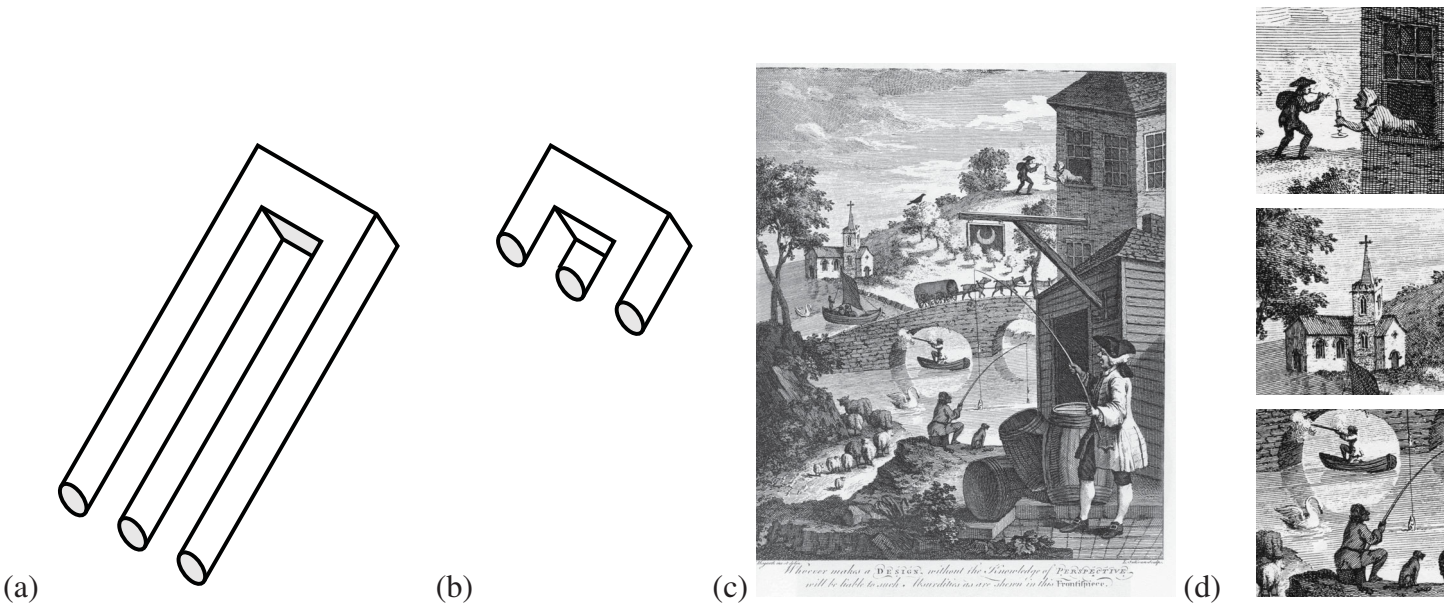 (a)
(b)
(c)
(d)
Whoever makes a DESIGN, without the Knowledge of PERSPECTIVE,
will be liable to such Absurdities as are shewn in this Frontispiece.